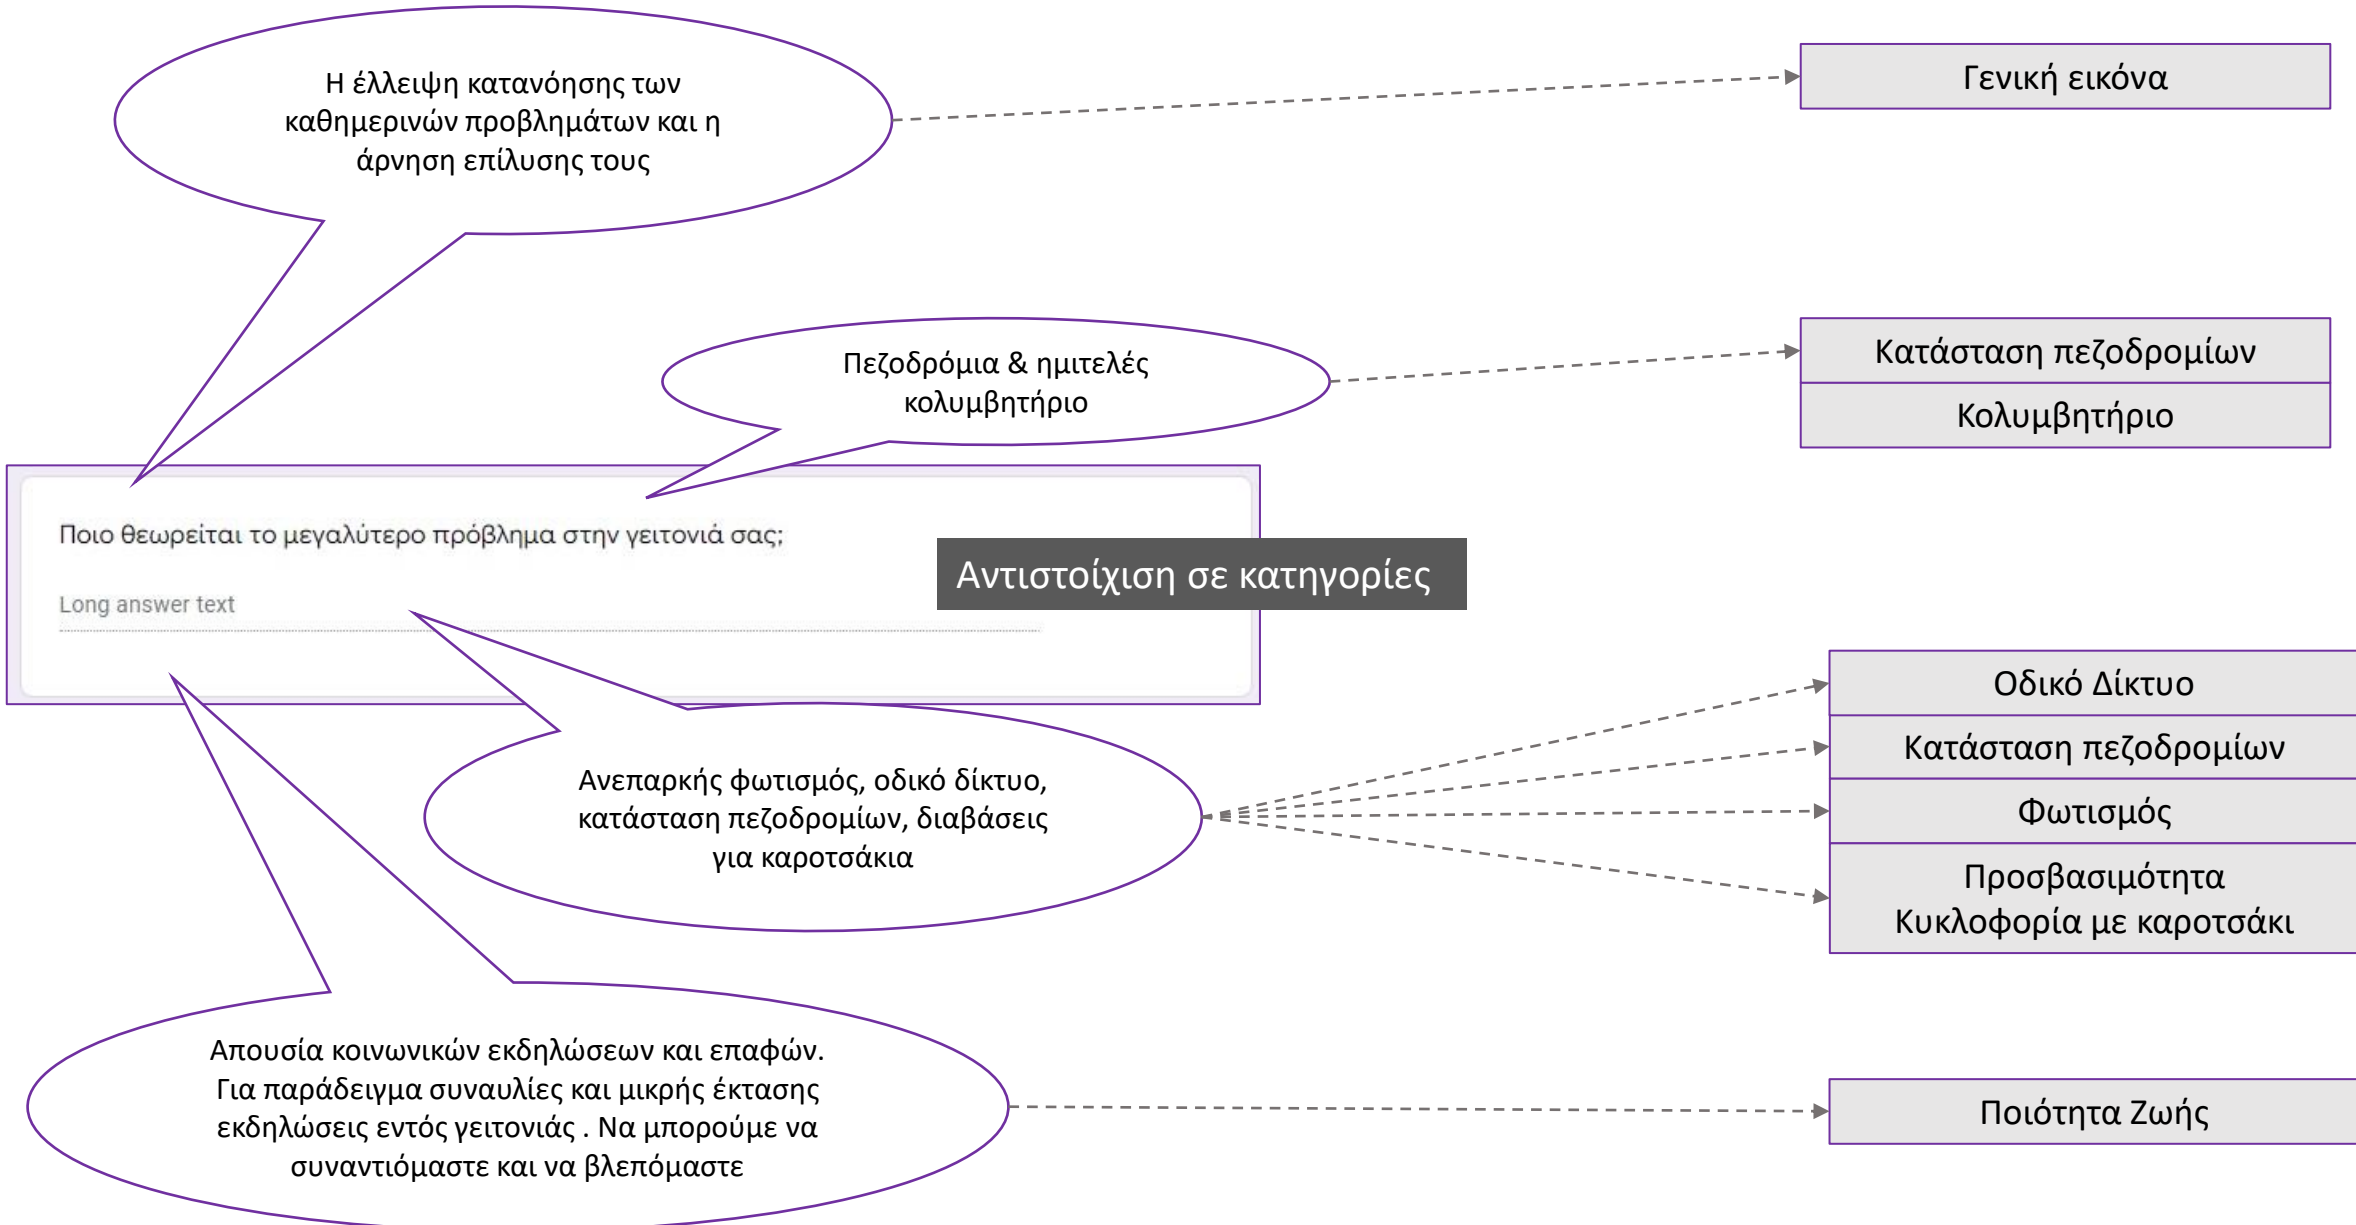 Η έλλειψη κατανόησης των
καθημερινών προβλημάτων και η
άρνηση επίλυσης τους
Γενική εικόνα
Πεζοδρόμια & ημιτελές
κολυμβητήριο
Κατάσταση πεζοδρομίων
Κολυμβητήριο
Ποιο θεωρείται το μεγαλύτερο πρόβλημα στην γειτονιά σας;
Long answer text
Αντιστοίχιση σε κατηγορίες
Ανεπαρκής φωτισμός, οδικό δίκτυο,
κατάσταση πεζοδρομίων, διαβάσεις
για καροτσάκια
Οδικό Δίκτυο
Κατάσταση πεζοδρομίων
Φωτισμός
Προσβασιμότητα
Κυκλοφορία με καροτσάκι
Απουσία κοινωνικών εκδηλώσεων και επαφών.
Για παράδειγμα συναυλίες και μικρής έκτασης
εκδηλώσεις εντός γειτονιάς . Να μπορούμε να
συναντιόμαστε και να βλεπόμαστε
Ποιότητα Ζωής